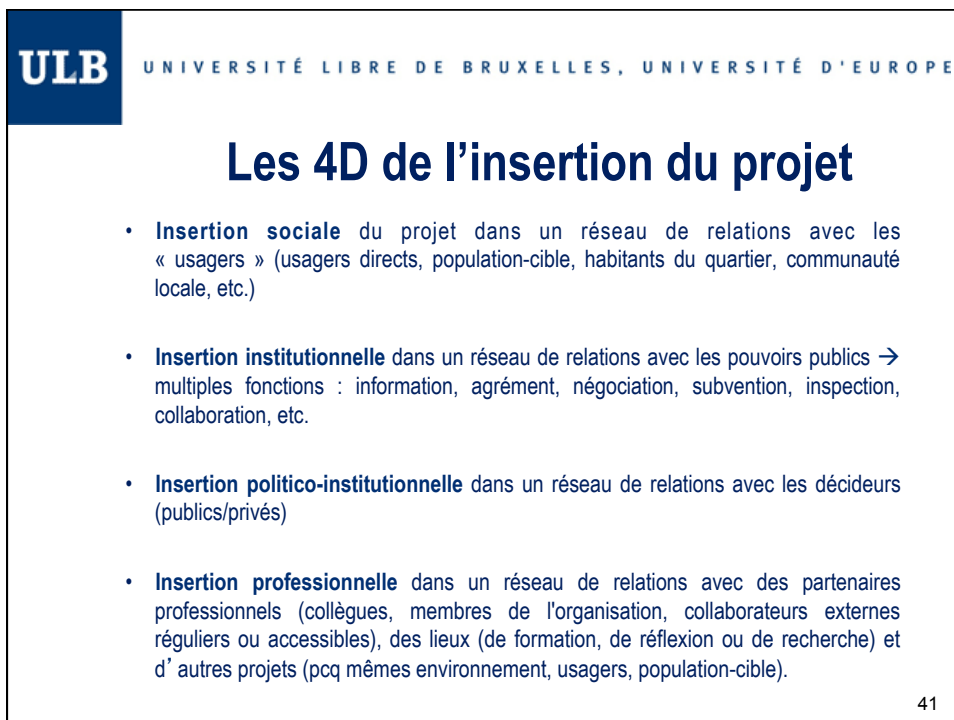 ULB
UNIVERSITÉ LIBRE DE BRUXELLES, UNIVERSITÉ D'EUROPE
Les 4D de l’insertion du projet
• Insertion sociale du projet dans un réseau de relations avec les
« usagers » (usagers directs, population-cible, habitants du quartier, communauté
locale, etc.)
• Insertion institutionnelle dans un réseau de relations avec les pouvoirs publics →
multiples fonctions : information, agrément, négociation, subvention, inspection,
collaboration, etc.
• Insertion politico-institutionnelle dans un réseau de relations avec les décideurs
(publics/privés)
• Insertion professionnelle dans un réseau de relations avec des partenaires
professionnels (collègues, membres de l'organisation, collaborateurs externes
réguliers ou accessibles), des lieux (de formation, de réflexion ou de recherche) et
d’ autres projets (pcq mêmes environnement, usagers, population-cible).
41